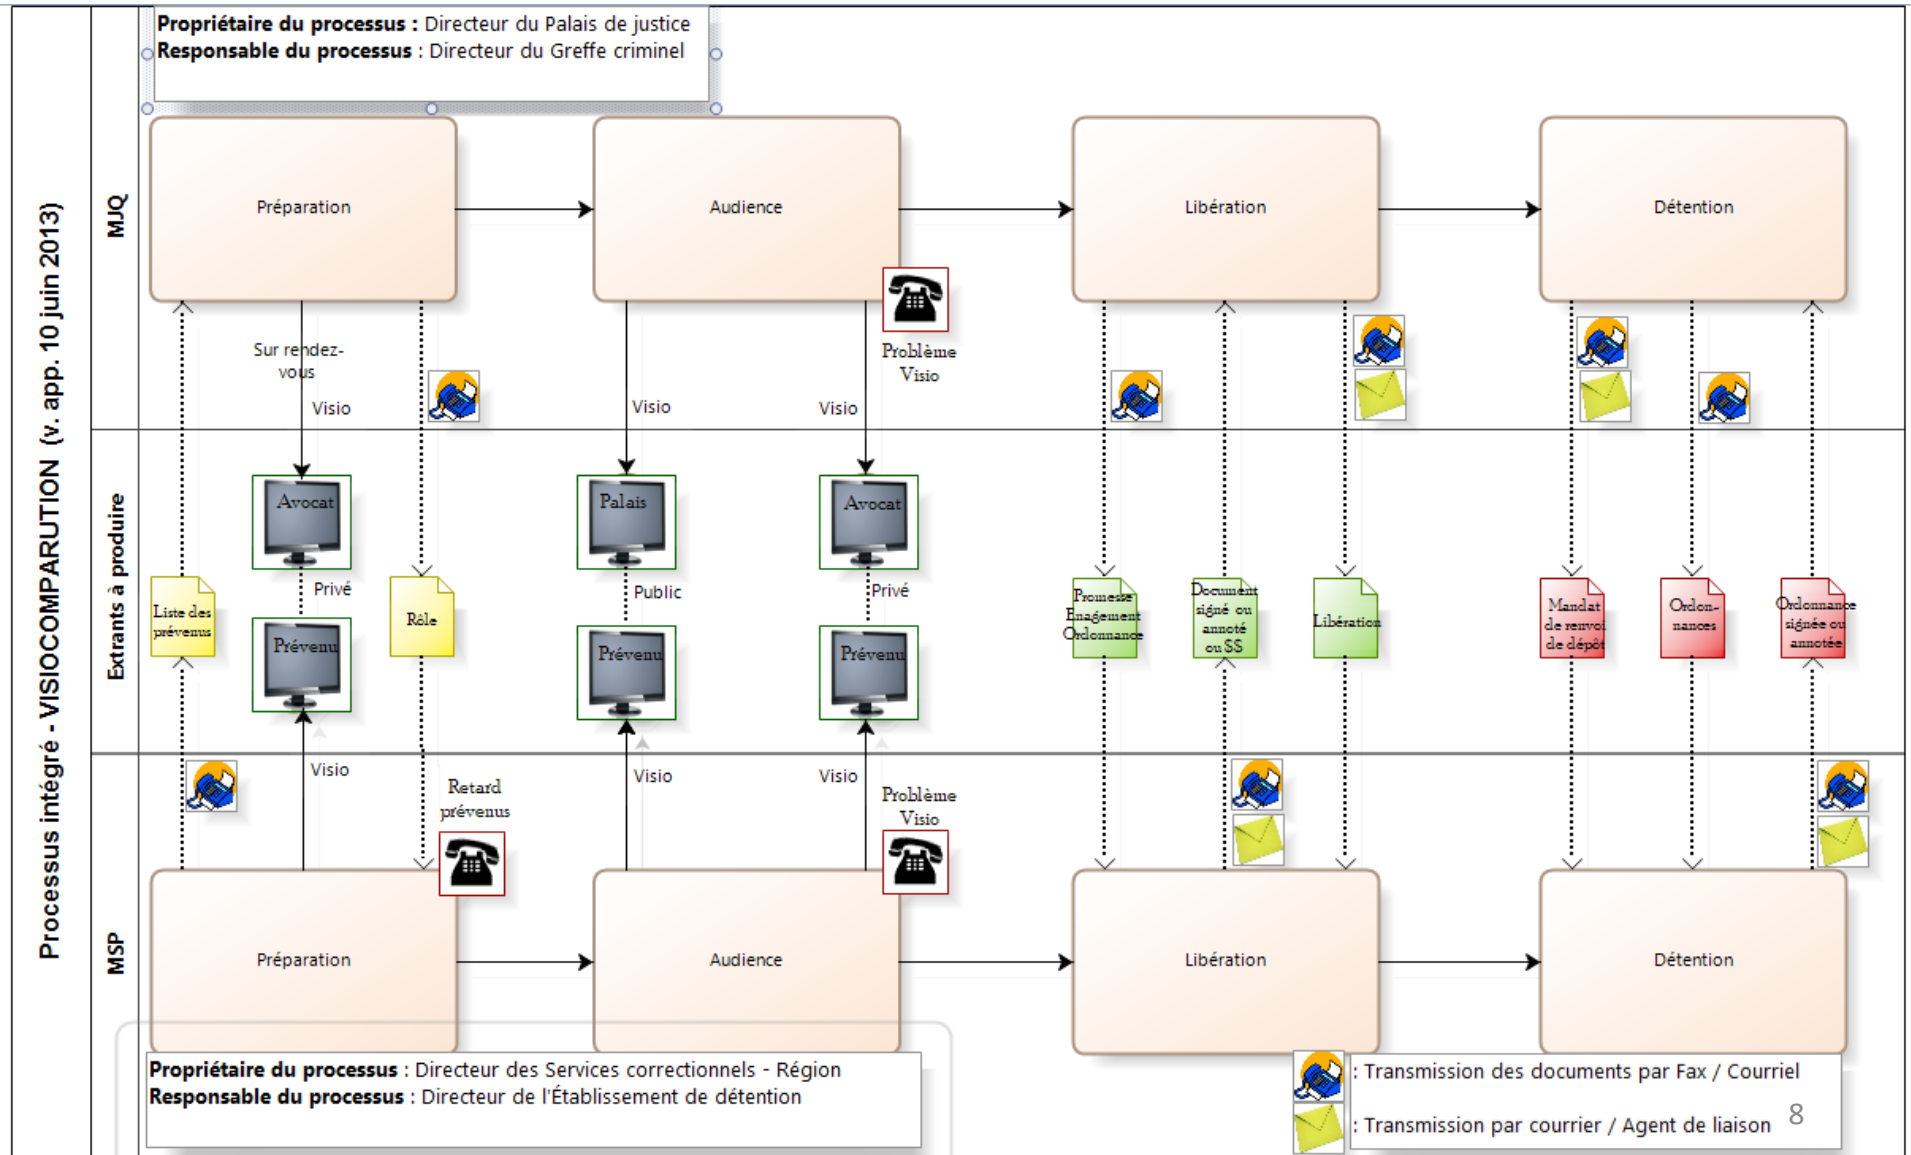 Propriétaire du processus : Directeur du Palais de justice
Responsable du processus : Directeur du Greffe criminel
Processus intégré - VISIOCOMPARUTION (v. app. 10 juin 2013)
MJQ
Préparation
Audience
Libération
Détention
Sur rendez-
vous
Visio
Visio
Visio
Problème
Visio
Extrants à produire
Liste des
prévenus
Avocat
Privé
Prévenu
Rôle
Palais
Public
Prévenu
Avocat
Privé
Prévenu
Promesse
Enagement
Ordonnance
Document
signé ou
annoté
ou $$
Libération
Mandat
de renvoi
de dépôt
Ordon-
nances
Ordonnance
signée ou
annotée
MSP
Visio
Retard
prévenus
Visio
Visio
Problème
Visio
Préparation
Audience
Libération
Détention
Propriétaire du processus : Directeur des Services correctionnels - Région
Responsable du processus : Directeur de l'Établissement de détention
: Transmission des documents par Fax / Courriel
: Transmission par courrier / Agent de liaison
8